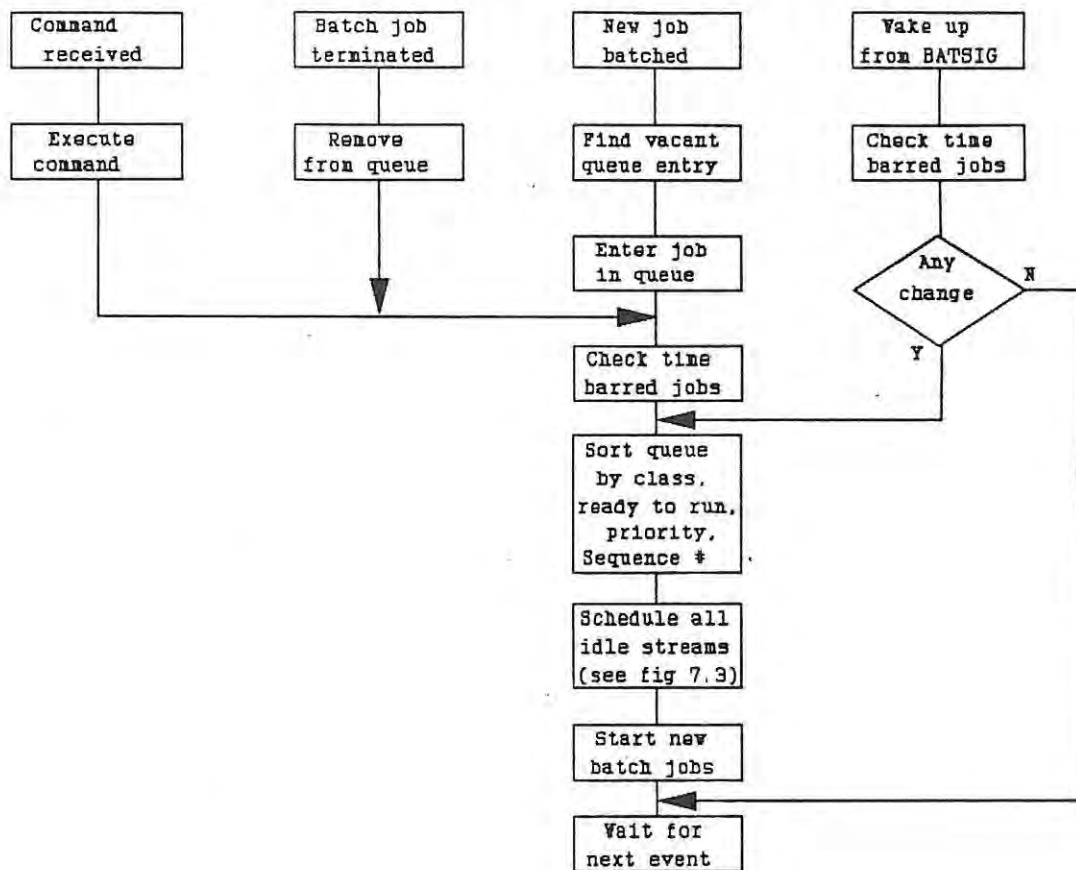 Command
received
Batch job
terminated
New job
batched
Wake up
from BATSIG
Execute
command
Remove
from queue
Find vacant
queue entry
Check time
barred jobs
Enter job
in queue
Any
change
N
Y
Check time
barred jobs
Sort queue
by class,
ready to run,
priority,
Sequence #
Schedule all
idle streams
(see fig 7.3)
Start new
batch jobs
Wait for
next event